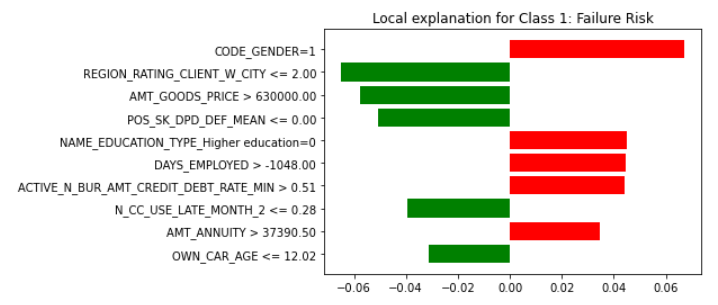 Local explanation for Class 1: Failure Risk
CODE_GENDER=1
REGION_RATING_CLIENT_W_CITY <= 2.00
AMT_GOODS_PRICE > 630000.00
POS_SK_DPD_DEF_MEAN <= 0.00
NAME_EDUCATION_TYPE_Higher education=0
DAYS_EMPLOYED > -1048.00
ACTIVE_N_BUR_AMT_CREDIT_DEBT_RATE_MIN > 0.51
N_CC_USE_LATE_MONTH_2 <= 0.28
AMT_ANNUITY > 37390.50
OWN_CAR_AGE <= 12.02
−0.06 −0.04 −0.02 0.00 0.02 0.04 0.06